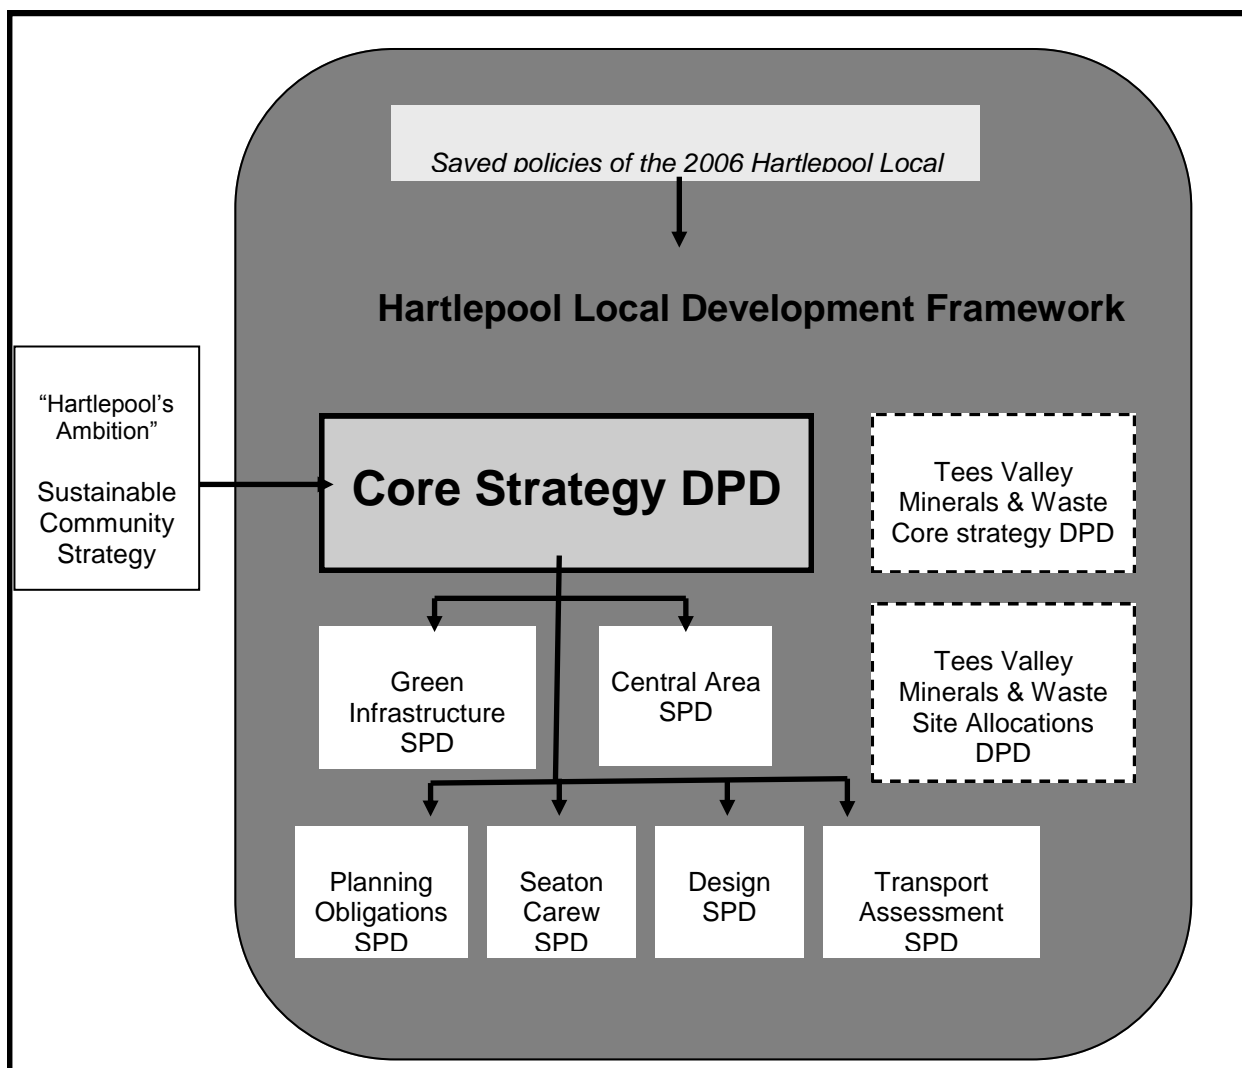 Saved policies of the 2006 Hartlepool Local
Hartlepool Local Development Framework
“Hartlepool’s
Ambition”
Sustainable
Community
Strategy
Core Strategy DPD
Tees Valley
Minerals & Waste
Core strategy DPD
Green
Infrastructure
SPD
Central Area
SPD
Tees Valley
Minerals & Waste
Site Allocations
DPD
Planning
Obligations
SPD
Seaton
Carew
SPD
Design
SPD
Transport
Assessment
SPD